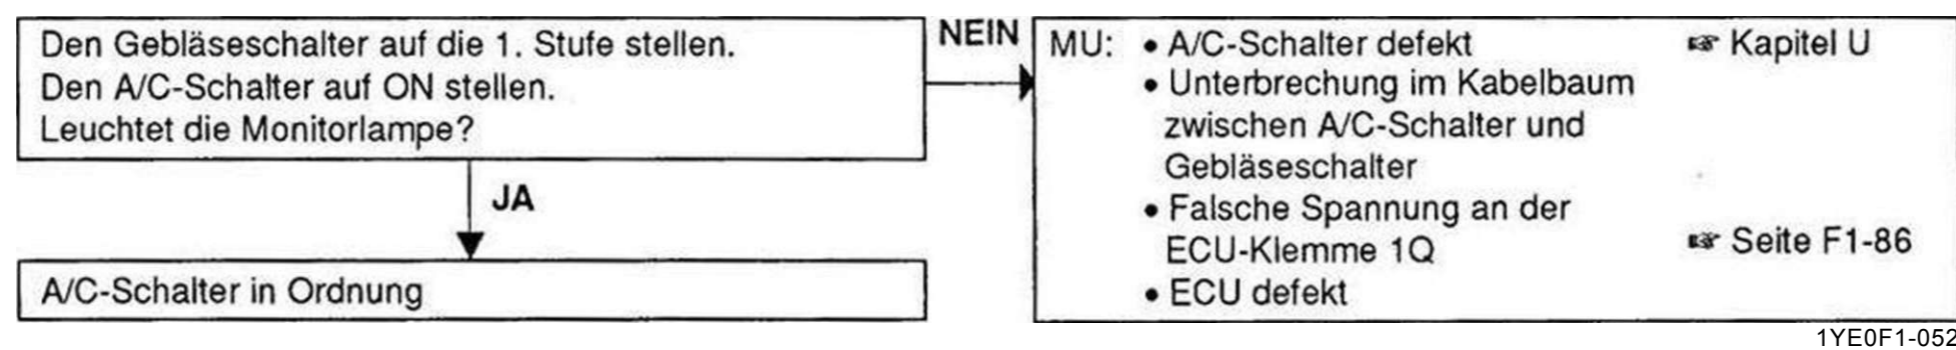 Den Gebläseschalter auf die 1. Stufe stellen.
Den A/C-Schalter auf ON stellen.
Leuchtet die Monitorlampe?
NEIN
MU: • A/C-Schalter defekt ☞ Kapitel U
• Unterbrechung im Kabelbaum
zwischen A/C-Schalter und
Gebläseschalter
• Falsche Spannung an der
ECU-Klemme 1Q ☞ Seite F1-86
• ECU defekt
JA
A/C-Schalter in Ordnung
1YE0F1-052